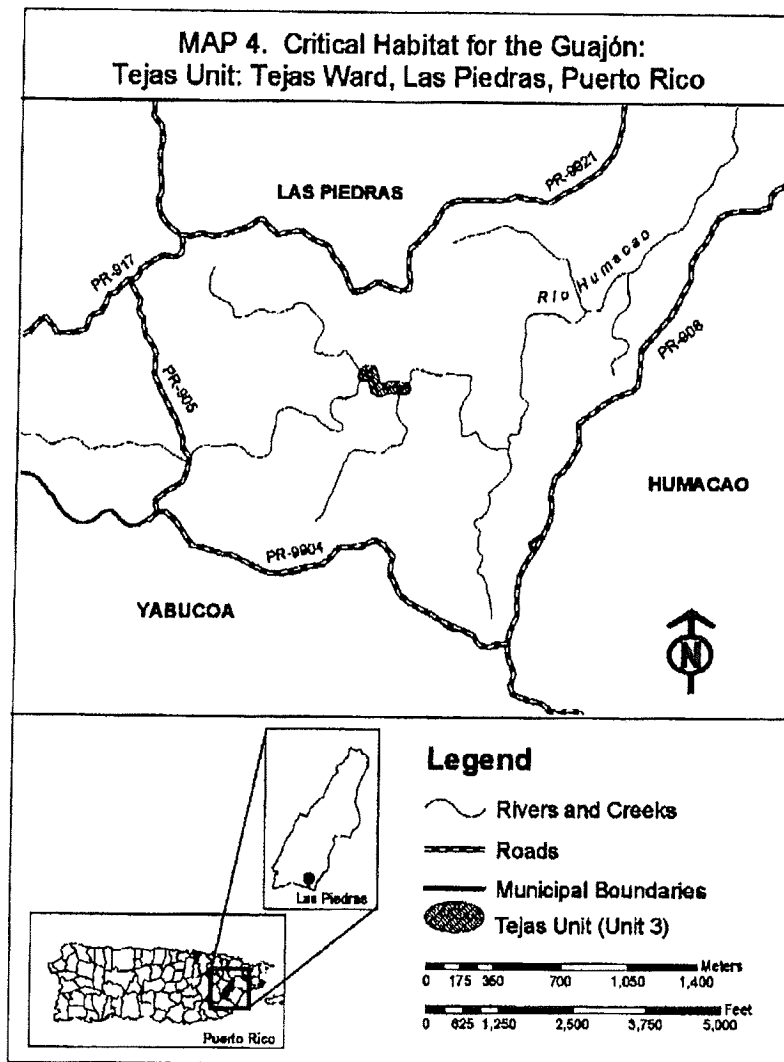 MAP 4. Critical Habitat for the Guajón:
Tejas Unit: Tejas Ward, Las Piedras, Puerto Rico
LAS PIEDRAS
PR-9921
PR-917
Río Humacao
PR-908
PR-905
HUMACAO
PR-9904
YABUCOA
N
Legend
Rivers and Creeks
Roads
Municipal Boundaries
Tejas Unit (Unit 3)
Las Piedras
Meters
0 175 350 700 1,050 1,400
Feet
0 625 1,250 2,500 3,750 5,000
Puerto Rico